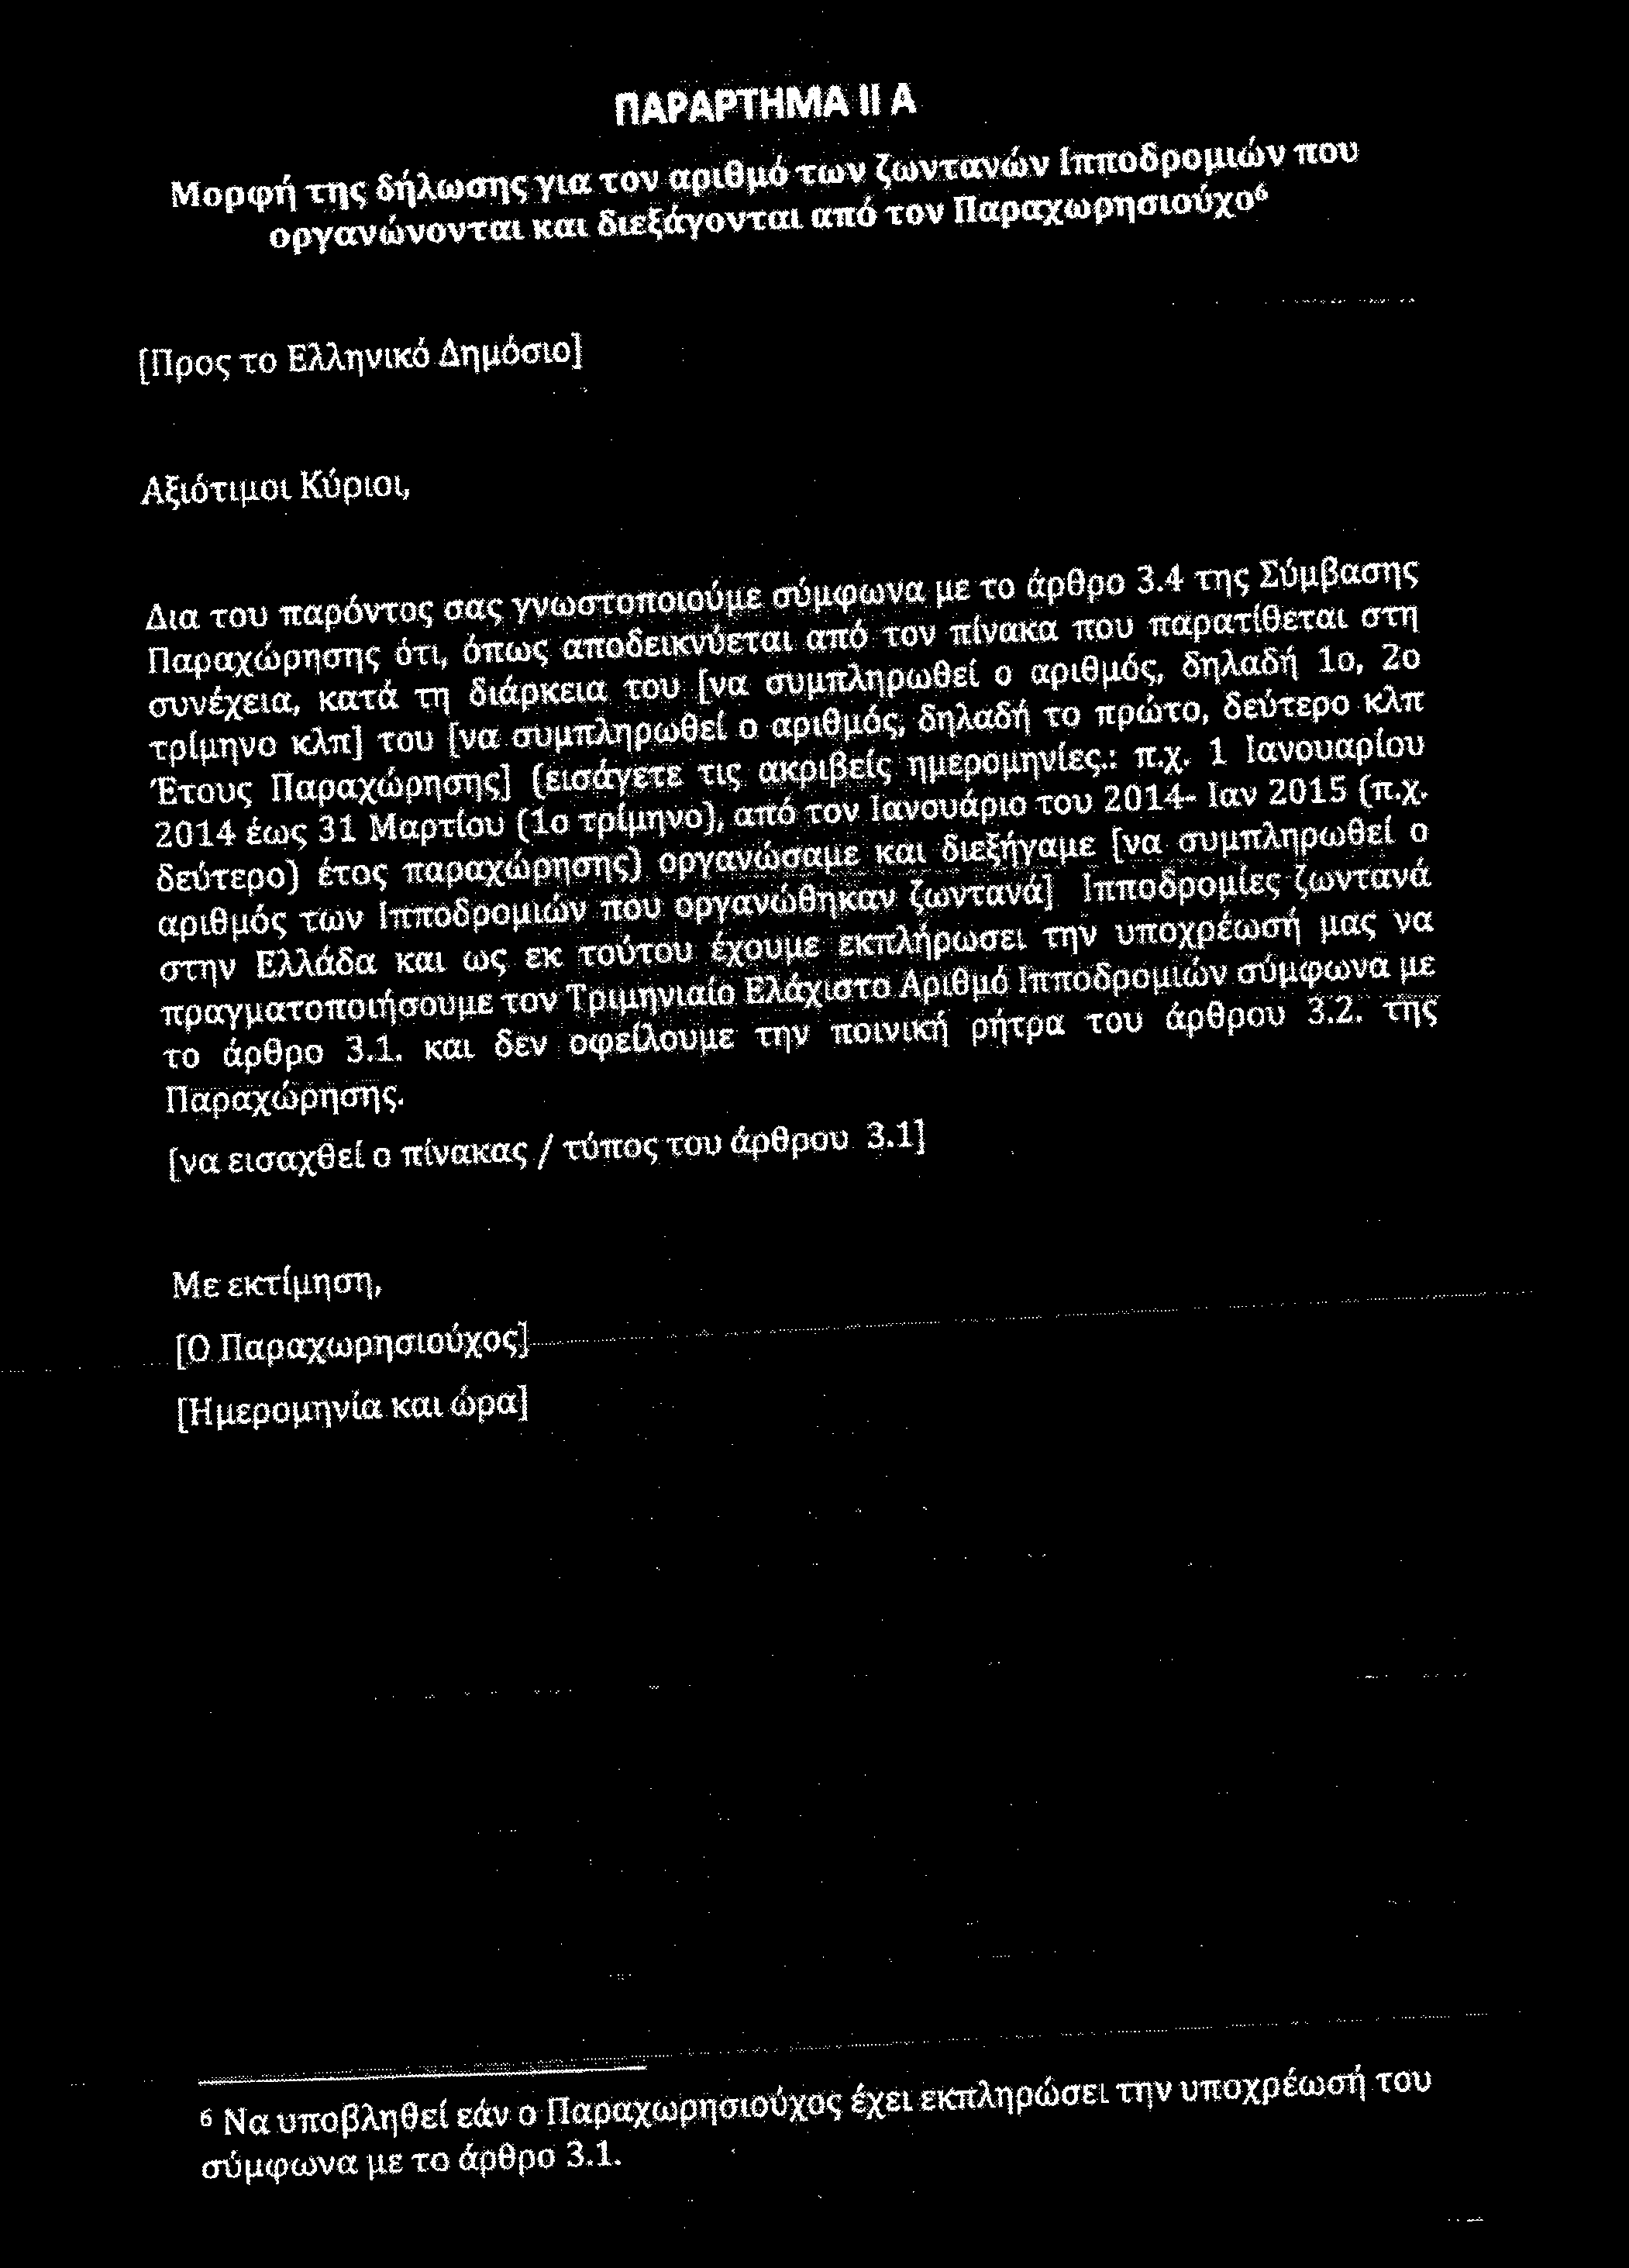 ΠΑΡΑΡΤΗΜΑ ΙΙ Α
Μορφή της δήλωσης για τον αριθμό των ζωντανών Ιπποδρομιών που
οργανώνονται και διεξάγονται από τον Παραχωρησιούχο⁶
[Προς το Ελληνικό Δημόσιο]
Αξιότιμοι Κύριοι,
Δια του παρόντος σας γνωστοποιούμε σύμφωνα με το άρθρο 3.4 της Σύμβασης
Παραχώρησης ότι, όπως αποδεικνύεται από τον πίνακα που παρατίθεται στη
συνέχεια, κατά τη διάρκεια του [να συμπληρωθεί ο αριθμός, δηλαδή 1ο, 2ο
τρίμηνο κλπ] του [να συμπληρωθεί ο αριθμός, δηλαδή το πρώτο, δεύτερο κλπ
Έτους Παραχώρησης] (εισάγετε τις ακριβείς ημερομηνίες.: π.χ. 1 Ιανουαρίου
2014 έως 31 Μαρτίου (1ο τρίμηνο), από τον Ιανουάριο του 2014- Ιαν 2015 (π.χ.
δεύτερο) έτος παραχώρησης) οργανώσαμε και διεξήγαμε [να συμπληρωθεί ο
αριθμός των Ιπποδρομιών που οργανώθηκαν ζωντανά] Ιπποδρομίες ζωντανά
στην Ελλάδα και ως εκ τούτου έχουμε εκπλήρωσει την υποχρέωσή μας να
πραγματοποιήσουμε τον Τριμηνιαίο Ελάχιστο Αριθμό Ιπποδρομιών σύμφωνα με
το άρθρο 3.1. και δεν οφείλουμε την ποινική ρήτρα του άρθρου 3.2. της
Παραχώρησης.
[να εισαχθεί ο πίνακας / τύπος του άρθρου 3.1]
Με εκτίμηση,
[Ο Παραχωρησιούχος]
[Ημερομηνία και ώρα]
⁶ Να υποβληθεί εάν ο Παραχωρησιούχος έχει εκπληρώσει την υποχρέωσή του
σύμφωνα με το άρθρο 3.1.